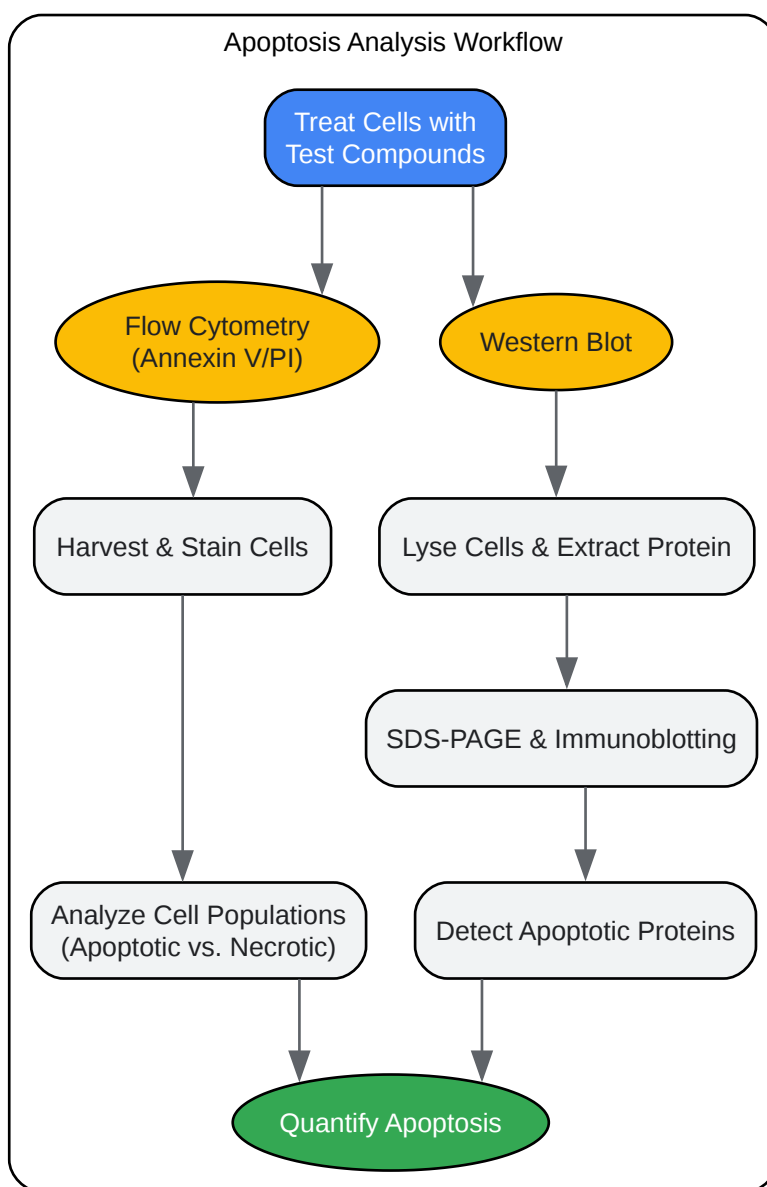 Apoptosis Analysis Workflow
Treat Cells with
Test Compounds
Flow Cytometry
(Annexin V/PI)
Western Blot
Harvest & Stain Cells
Lyse Cells & Extract Protein
SDS-PAGE & Immunoblotting
Analyze Cell Populations
(Apoptotic vs. Necrotic)
Detect Apoptotic Proteins
Quantify Apoptosis